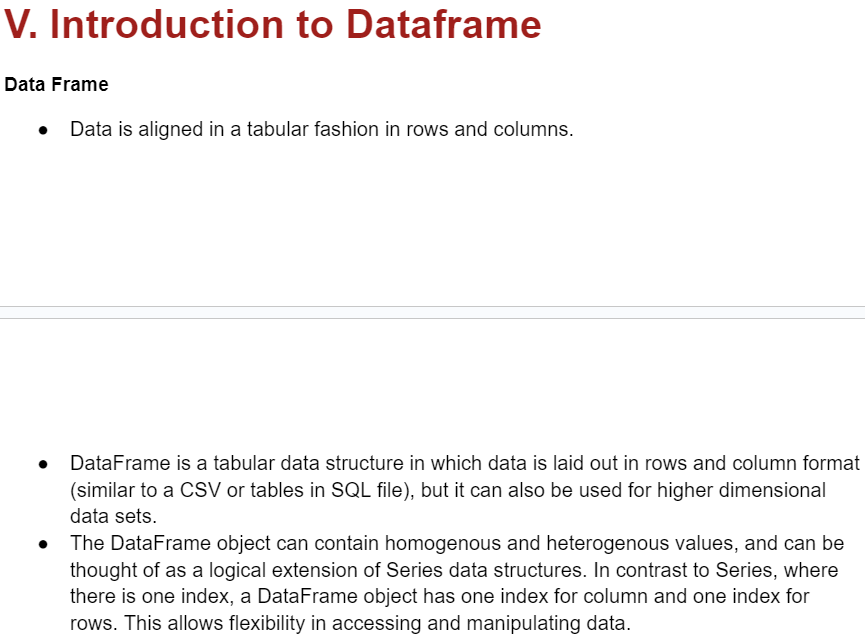 V. Introduction to Dataframe
Data Frame
● Data is aligned in a tabular fashion in rows and columns.
● DataFrame is a tabular data structure in which data is laid out in rows and column format
(similar to a CSV or tables in SQL file), but it can also be used for higher dimensional
data sets.
● The DataFrame object can contain homogenous and heterogenous values, and can be
thought of as a logical extension of Series data structures. In contrast to Series, where
there is one index, a DataFrame object has one index for column and one index for
rows. This allows flexibility in accessing and manipulating data.